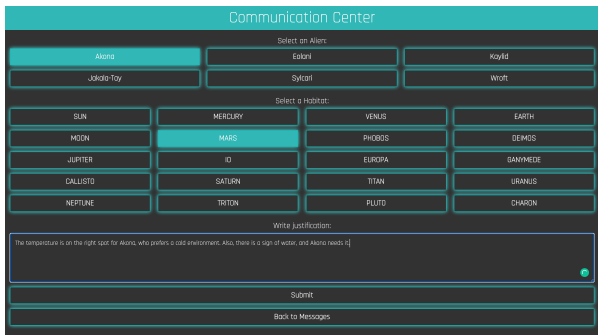 Communication Center
Select an Alien:
Akona Eolani Kaylid
Jakala-Tay Sylcari Wroft
Select a Habitat:
SUN MERCURY VENUS EARTH
MOON MARS PHOBOS DEIMOS
JUPITER IO EUROPA GANYMEDE
CALLISTO SATURN TITAN URANUS
NEPTUNE TRITON PLUTO CHARON
Write justification:
The temperature is on the right spot for Akona, who prefers a cold environment. Also, there is a sign of water, and Akona needs it.
Submit
Back to Messages